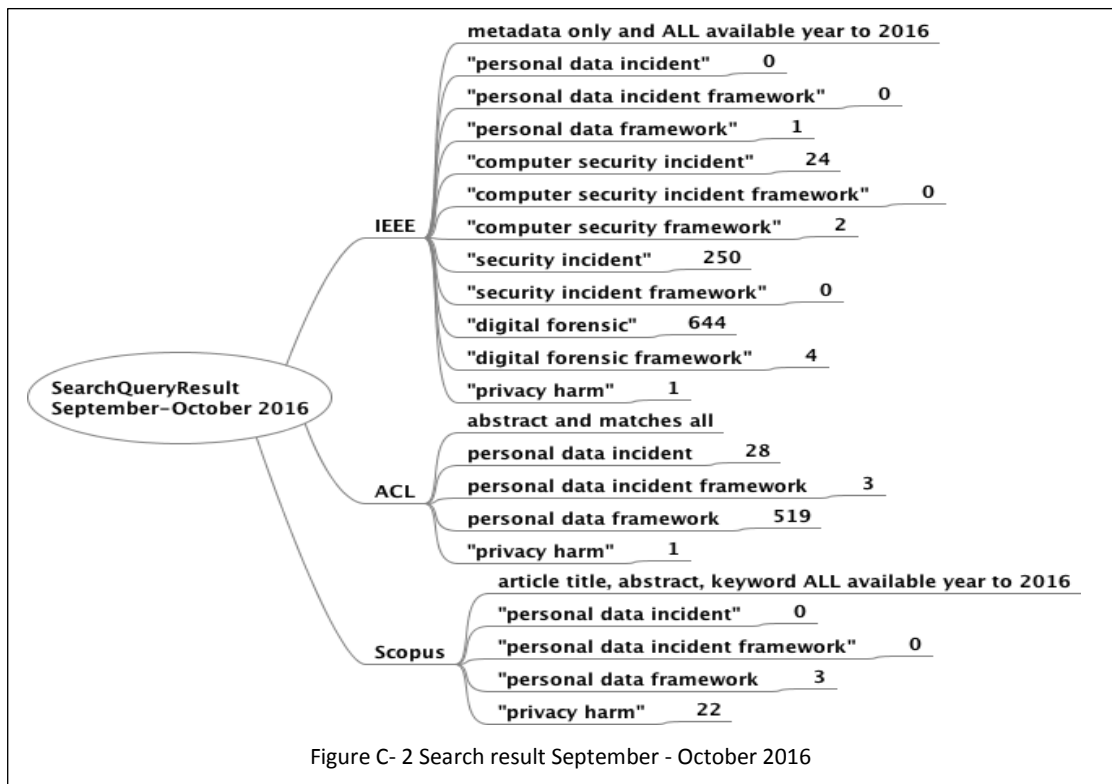 SearchQueryResult
September-October 2016
IEEE
metadata only and ALL available year to 2016
"personal data incident" 0
"personal data incident framework" 0
"personal data framework" 1
"computer security incident" 24
"computer security incident framework" 0
"computer security framework" 2
"security incident" 250
"security incident framework" 0
"digital forensic" 644
"digital forensic framework" 4
"privacy harm" 1
ACL
abstract and matches all
personal data incident 28
personal data incident framework 3
personal data framework 519
"privacy harm" 1
Scopus
article title, abstract, keyword ALL available year to 2016
"personal data incident" 0
"personal data incident framework" 0
"personal data framework 3
"privacy harm" 22
Figure C- 2 Search result September - October 2016